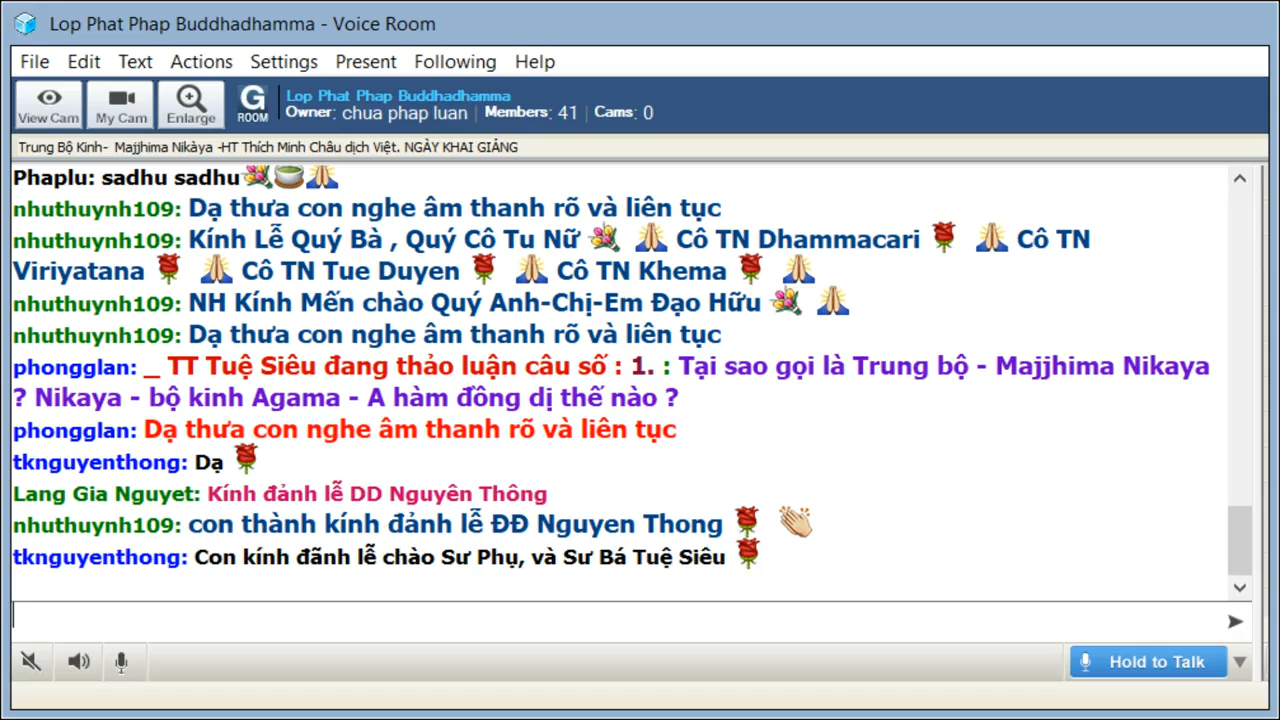 Lop Phat Phap Buddhadhamma - Voice Room
File Edit Text Actions Settings Present Following Help
View Cam My Cam Enlarge G ROOM Lop Phat Phap Buddhadhamma
Owner: chua phap luan | Members: 41 | Cams: 0
Trung Bộ Kinh- Majjhima Nikàya -HT Thích Minh Châu dịch Việt. NGÀY KHAI GIẢNG
Phaplu: sadhu sadhu
nhuthuynh109: Dạ thưa con nghe âm thanh rõ và liên tục
nhuthuynh109: Kính Lễ Quý Bà , Quý Cô Tu Nữ Cô TN Dhammacari Cô TN
Viriyatana Cô TN Tue Duyen Cô TN Khema
nhuthuynh109: NH Kính Mến chào Quý Anh-Chị-Em Đạo Hữu
nhuthuynh109: Dạ thưa con nghe âm thanh rõ và liên tục
phongglan: _ TT Tuệ Siêu đang thảo luận câu số : 1. : Tại sao gọi là Trung bộ - Majjhima Nikaya
? Nikaya - bộ kinh Agama - A hàm đồng dị thế nào ?
phongglan: Dạ thưa con nghe âm thanh rõ và liên tục
tknguyenthong: Dạ
Lang Gia Nguyet: Kính đảnh lễ DD Nguyên Thông
nhuthuynh109: con thành kính đảnh lễ ĐĐ Nguyen Thong
tknguyenthong: Con kính đãnh lễ chào Sư Phụ, và Sư Bá Tuệ Siêu
Hold to Talk